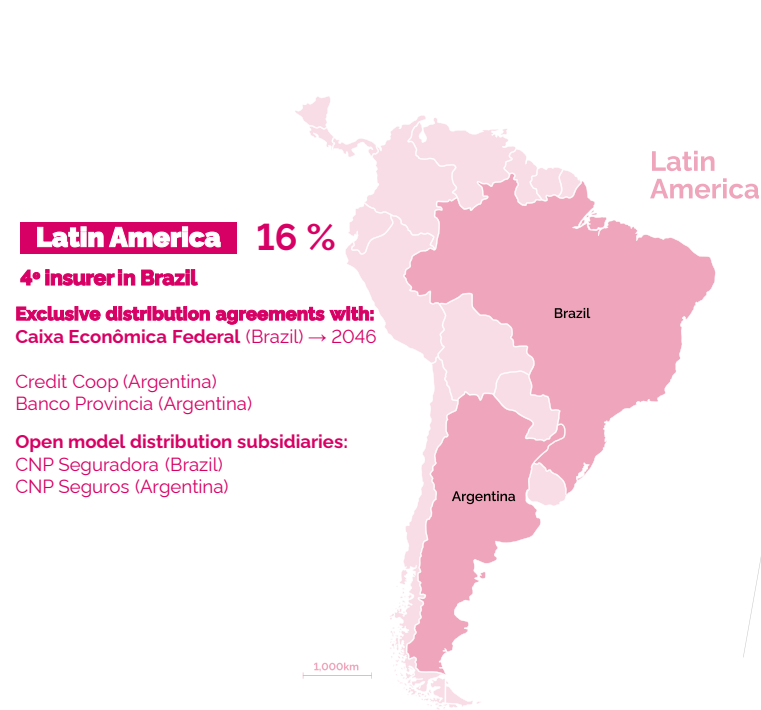 Latin
America
Latin America 16 %
4e insurer in Brazil
Exclusive distribution agreements with:
Caixa Econômica Federal (Brazil) → 2046
Credit Coop (Argentina)
Banco Provincia (Argentina)
Open model distribution subsidiaries:
CNP Seguradora (Brazil)
CNP Seguros (Argentina)
Brazil
Argentina
1,000km